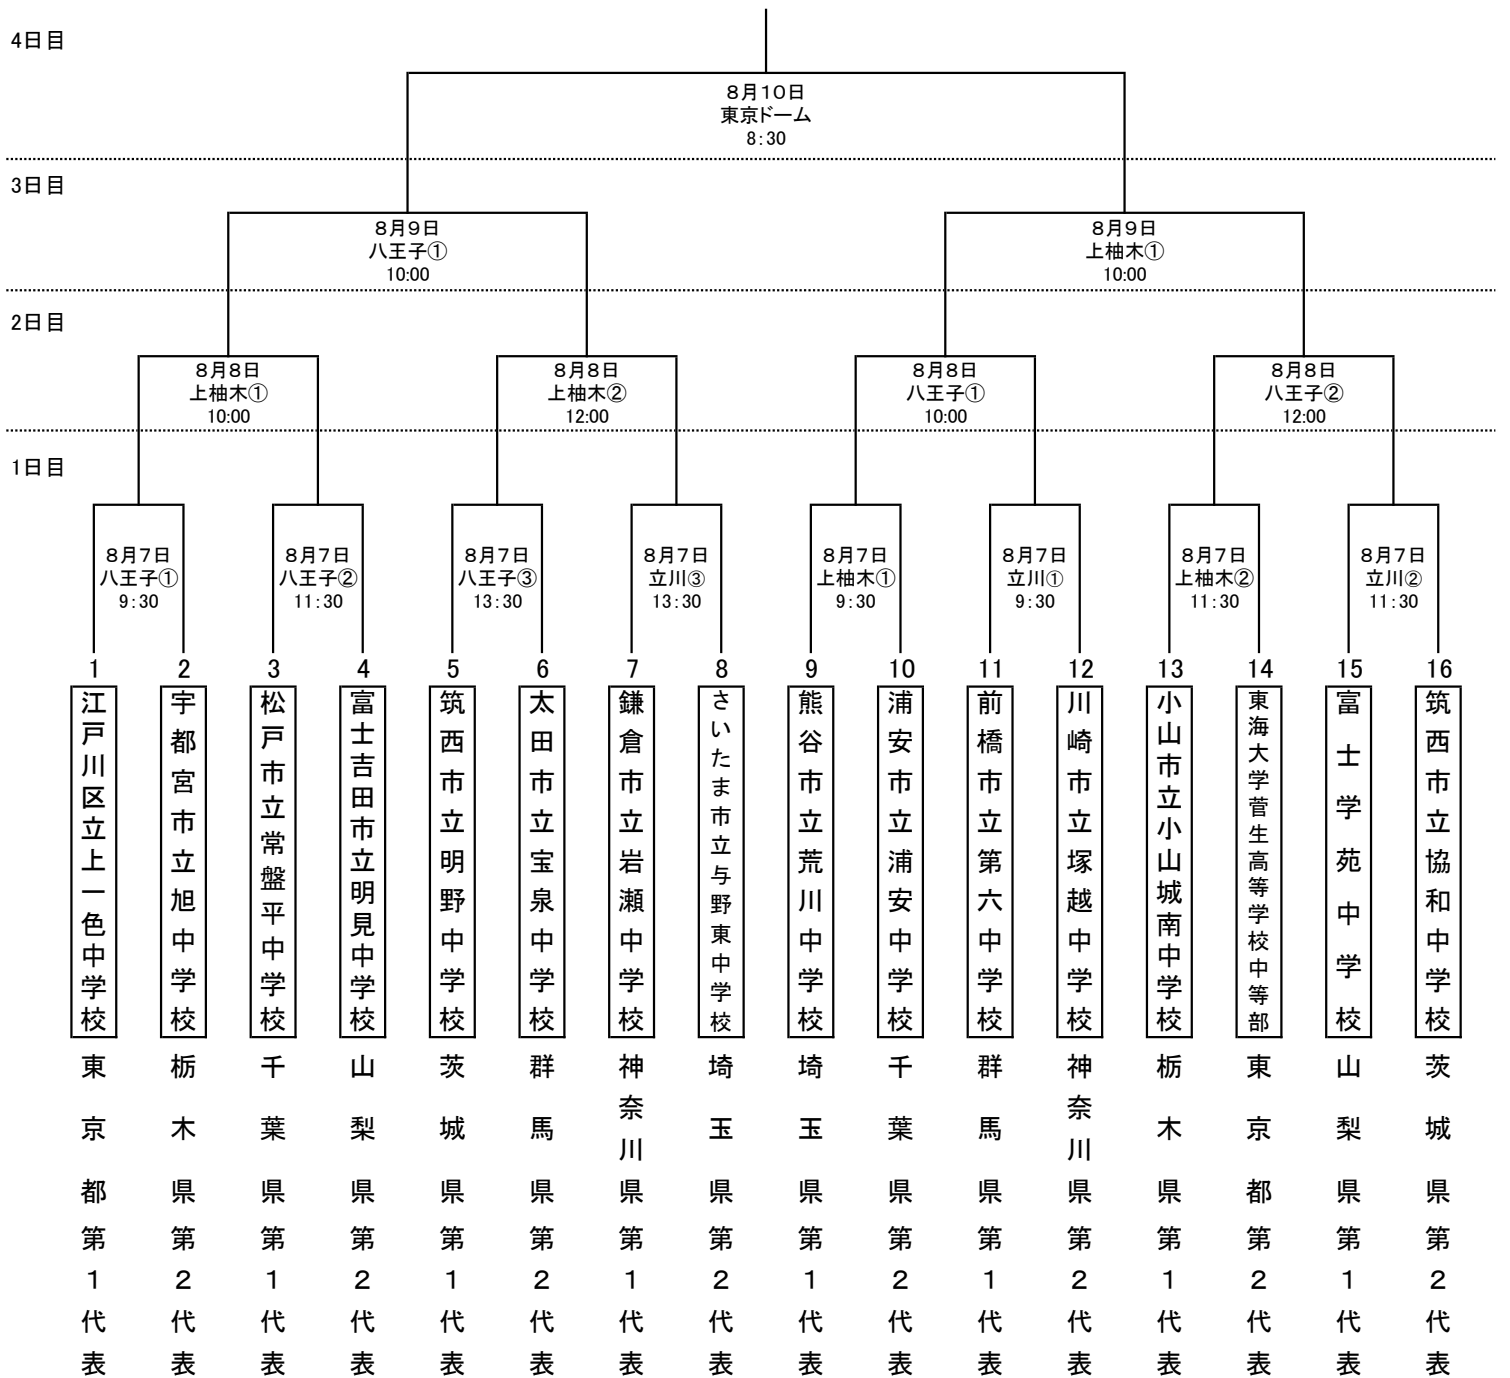 4日目
8月10日
東京ドーム
8:30
3日目
8月9日
八王子①
10:00
8月9日
上柚木①
10:00
2日目
8月8日
上柚木①
10:00
8月8日
上柚木②
12:00
8月8日
八王子①
10:00
8月8日
八王子②
12:00
1日目
8月7日
八王子①
9:30
8月7日
八王子②
11:30
8月7日
八王子③
13:30
8月7日
立川③
13:30
8月7日
上柚木①
9:30
8月7日
立川①
9:30
8月7日
上柚木②
11:30
8月7日
立川②
11:30
1
江戸川区立上一色中学校
東京都第1代表
2
宇都宮市立旭中学校
栃木県第2代表
3
松戸市立常盤平中学校
千葉県第1代表
4
富士吉田市立明見中学校
山梨県第2代表
5
筑西市立明野中学校
茨城県第1代表
6
太田市立宝泉中学校
群馬県第2代表
7
鎌倉市立岩瀬中学校
神奈川県第1代表
8
さいたま市立与野東中学校
埼玉県第2代表
9
熊谷市立荒川中学校
埼玉県第1代表
10
浦安市立浦安中学校
千葉県第2代表
11
前橋市立第六中学校
群馬県第1代表
12
川崎市立塚越中学校
神奈川県第2代表
13
小山市立小山城南中学校
栃木県第1代表
14
東海大学菅生高等学校中等部
東京都第2代表
15
富士学苑中学校
山梨県第1代表
16
筑西市立協和中学校
茨城県第2代表